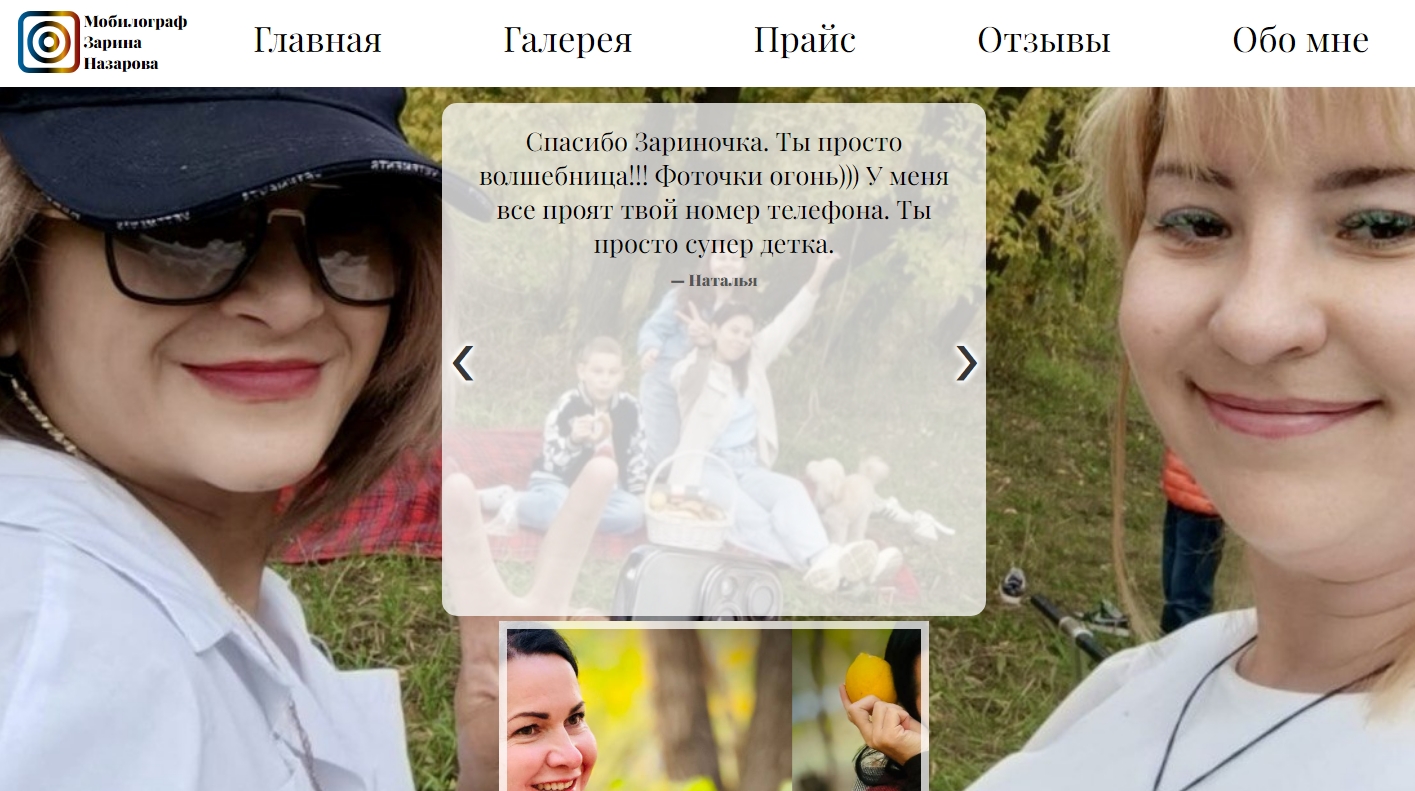 Мобилограф
Зарина
Назарова
Главная
Галерея
Прайс
Отзывы
Обо мне
Спасибо Зариночка. Ты просто
волшебница!!! Фоточки огонь))) У меня
все проят твой номер телефона. Ты
просто супер детка.
— Наталья